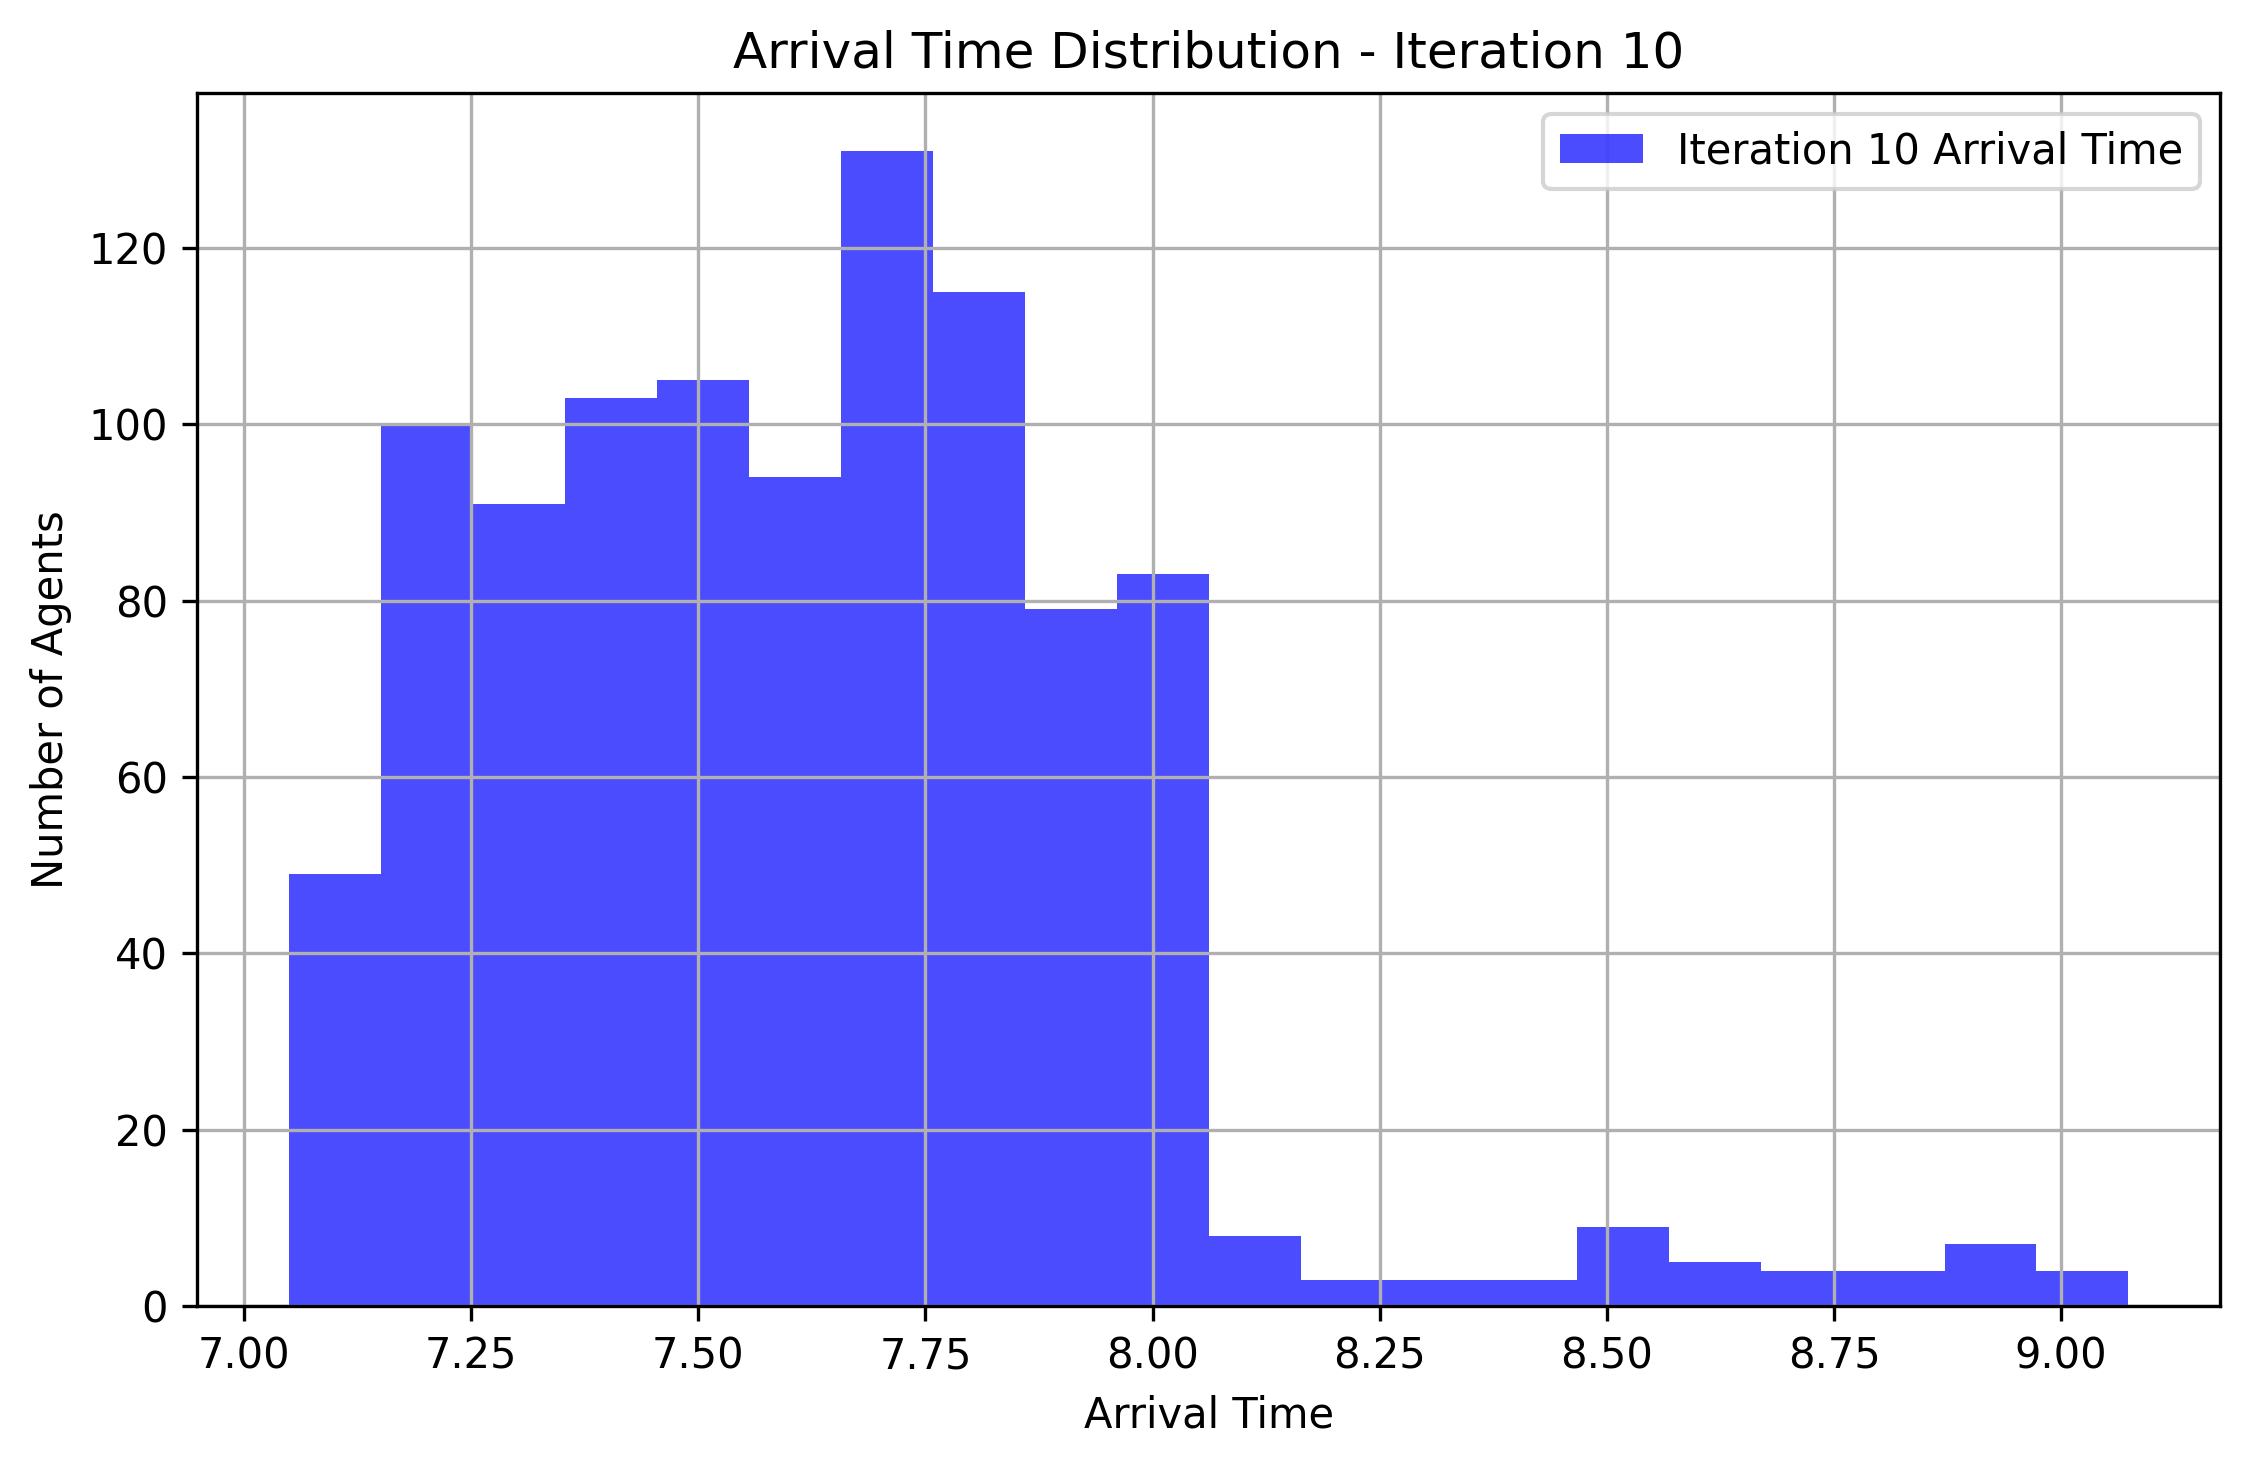 Arrival Time Distribution - Iteration 10
Iteration 10 Arrival Time
Number of Agents
120
100
80
60
40
20
0
7.00 7.25 7.50 7.75 8.00 8.25 8.50 8.75 9.00
Arrival Time